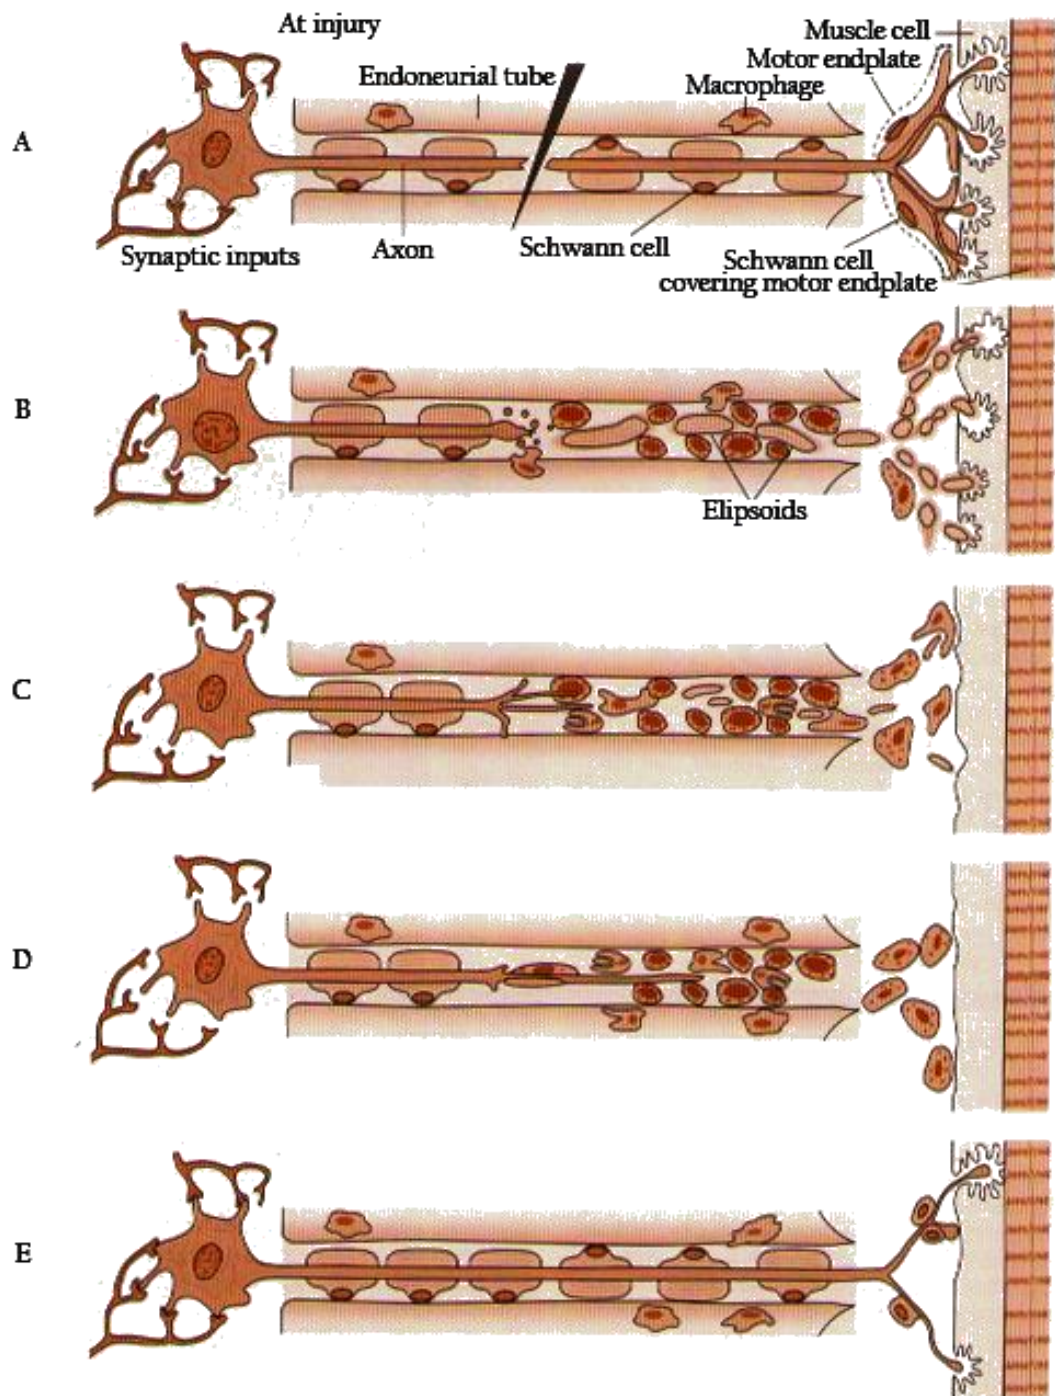 At injury
Muscle cell
Motor endplate
Endoneurial tube
Macrophage
A
Synaptic inputs
Axon
Schwann cell
Schwann cell
covering motor endplate
B
Elipsoids
C
D
E